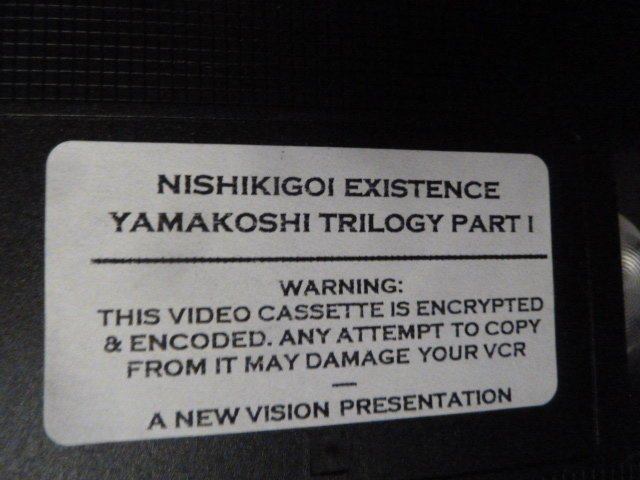 NISHIKIGOI EXISTENCE
YAMAKOSHI TRILOGY PART I
WARNING:
THIS VIDEO CASSETTE IS ENCRYPTED
& ENCODED. ANY ATTEMPT TO COPY
FROM IT MAY DAMAGE YOUR VCR
—
A NEW VISION PRESENTATION